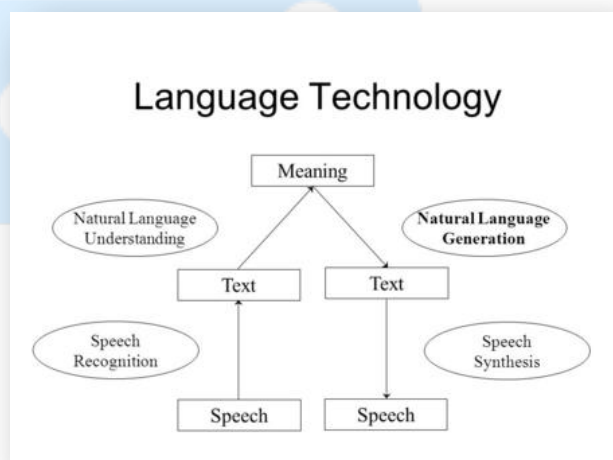 Language Technology
Meaning
Natural Language
Understanding
Natural Language
Generation
Text
Text
Speech
Recognition
Speech
Synthesis
Speech
Speech